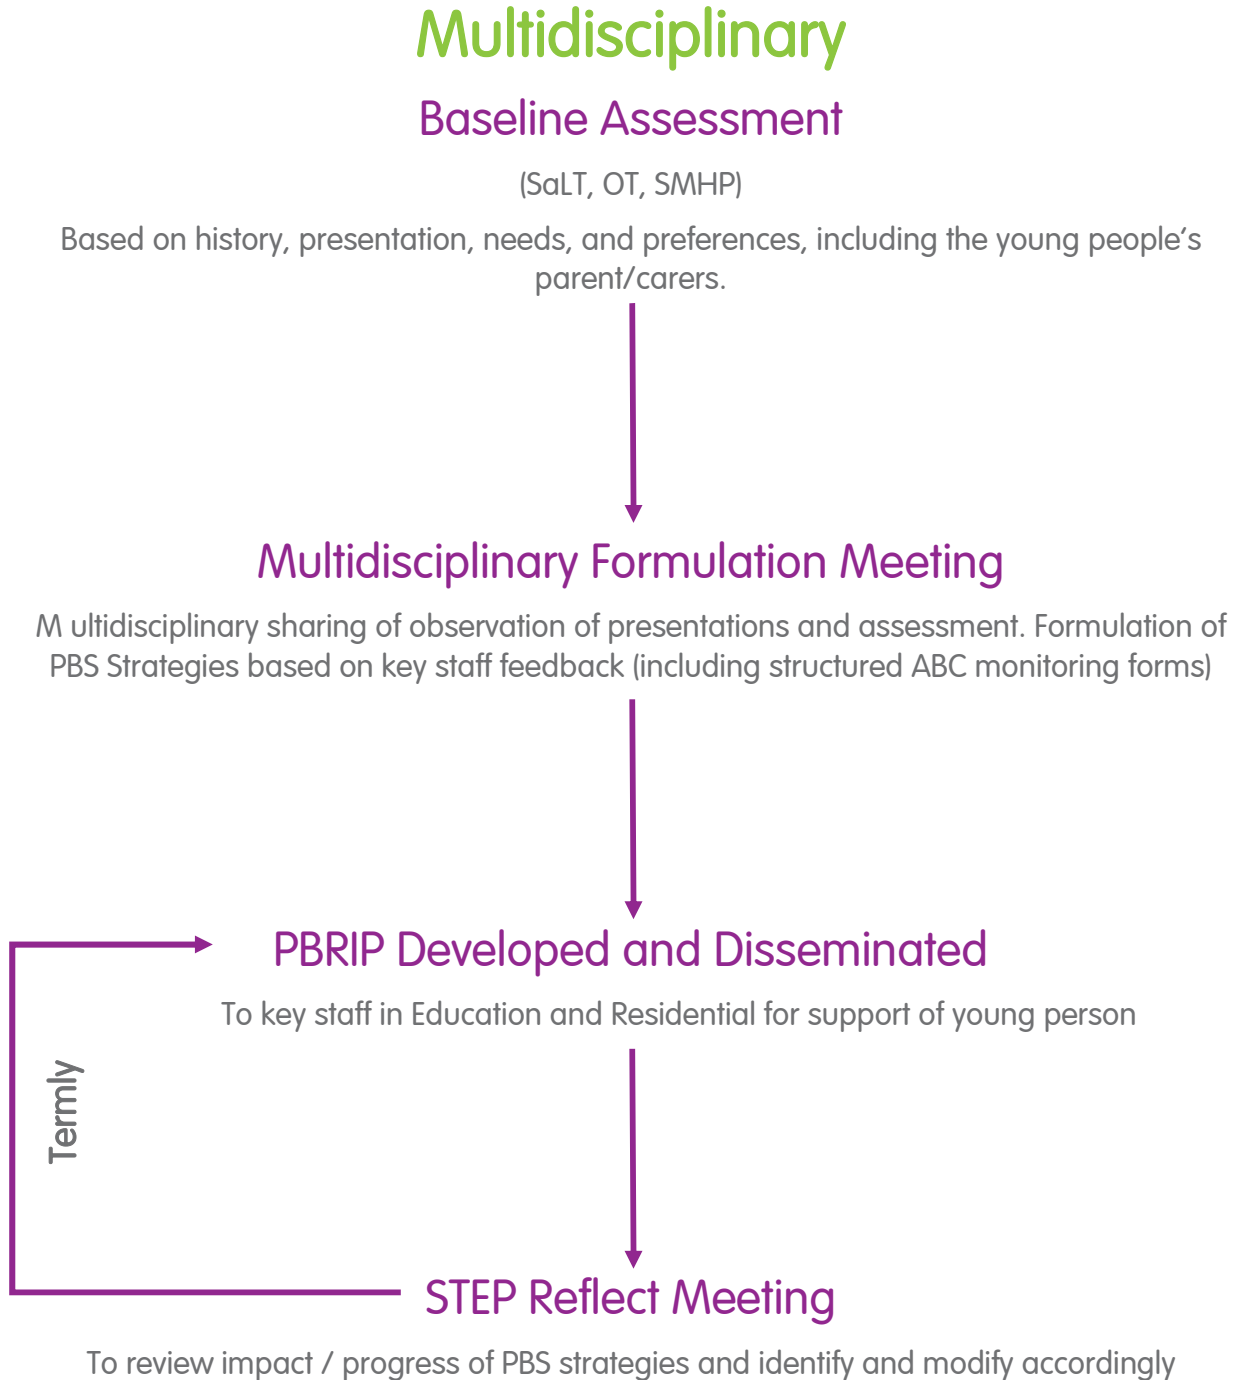 Multidisciplinary
Baseline Assessment
(SaLT, OT, SMHP)
Based on history, presentation, needs, and preferences, including the young people’s
parent/carers.
Multidisciplinary Formulation Meeting
M ultidisciplinary sharing of observation of presentations and assessment. Formulation of
PBS Strategies based on key staff feedback (including structured ABC monitoring forms)
PBRIP Developed and Disseminated
To key staff in Education and Residential for support of young person
Termly
STEP Reflect Meeting
To review impact / progress of PBS strategies and identify and modify accordingly